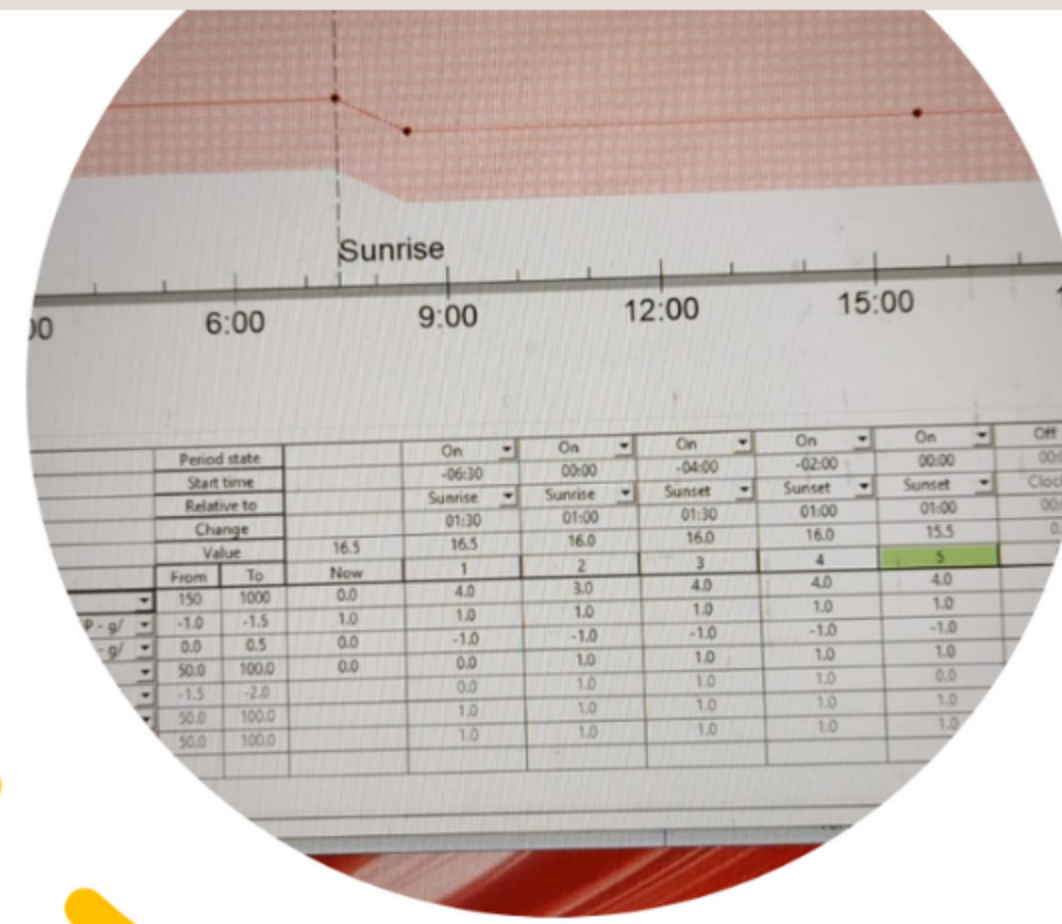 Sunrise
00 6:00 9:00 12:00 15:00
Period state On On On On On Off
Start time -06:30 00:00 -04:00 -02:00 00:00
Relative to Sunrise Sunrise Sunset Sunset Sunset Clock
Change 01:30 01:00 01:30 01:00 01:00
Value 16.5 16.5 16.0 16.0 16.0 15.5
From To Now 1 2 3 4 5
150 1000 0.0 4.0 3.0 4.0 4.0 4.0
P - g/ -1.0 -1.5 1.0 1.0 1.0 1.0 1.0 1.0
- g/ 0.0 0.5 0.0 -1.0 -1.0 -1.0 -1.0 -1.0
50.0 100.0 0.0 0.0 1.0 1.0 1.0 1.0
-1.5 -2.0 0.0 1.0 1.0 1.0 0.0
50.0 100.0 1.0 1.0 1.0 1.0 1.0
50.0 100.0 1.0 1.0 1.0 1.0 1.0